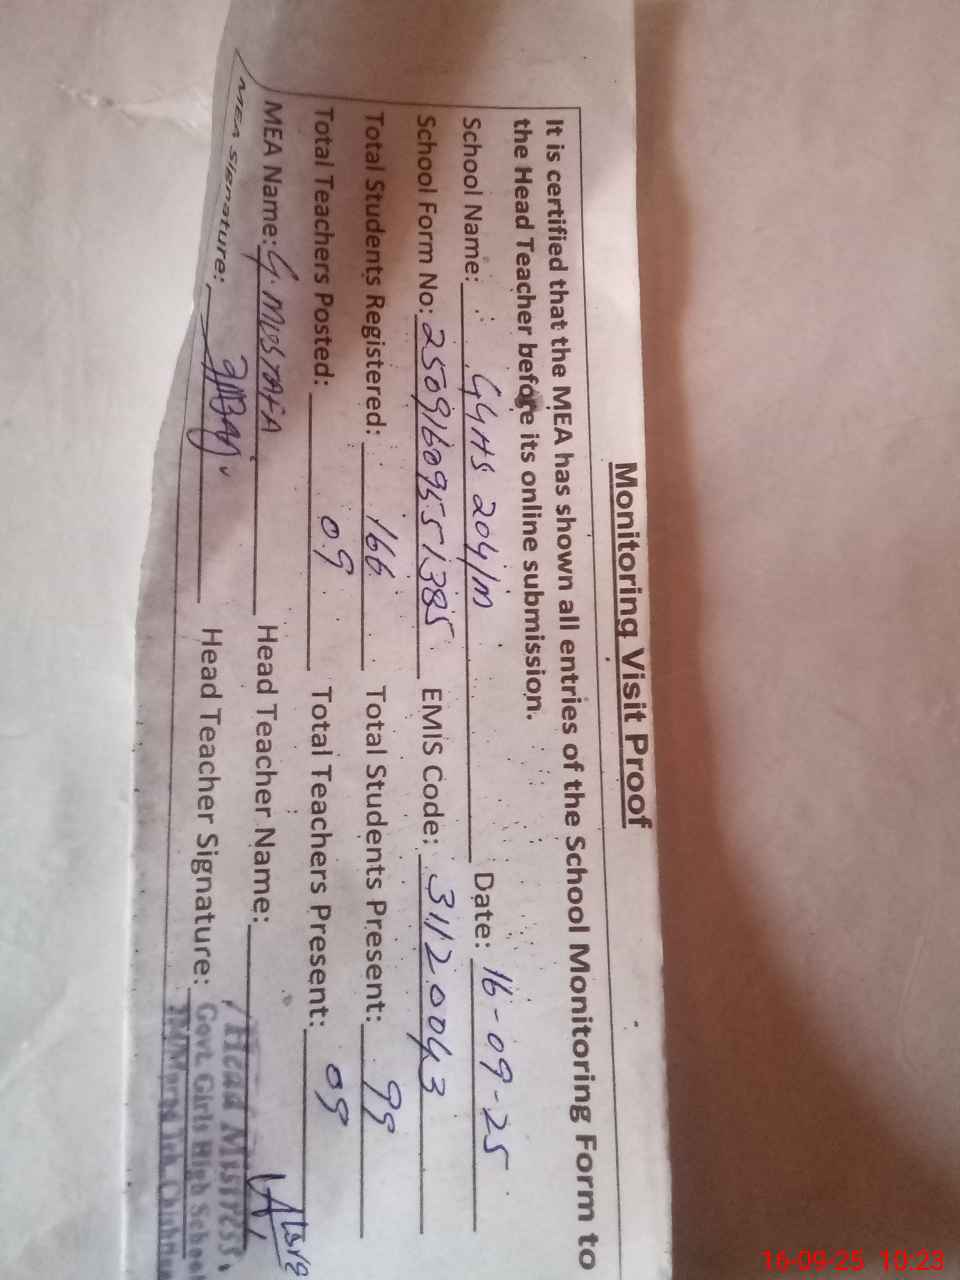 Monitoring Visit Proof
It is certified that the MEA has shown all entries of the School Monitoring Form to
the Head Teacher before its online submission.
School Name: GGHS 204/M Date: 16-09-25
School Form No: 25091609551385 EMIS Code: 31120043
Total Students Registered: 166 Total Students Present: 99
Total Teachers Posted: 09 Total Teachers Present: 09
MEA Name: G. MUSTAFA Head Teacher Name:
MEA Signature: Head Teacher Signature:
Head Mistress
Govt. Girls High School
16-09-25 10:23